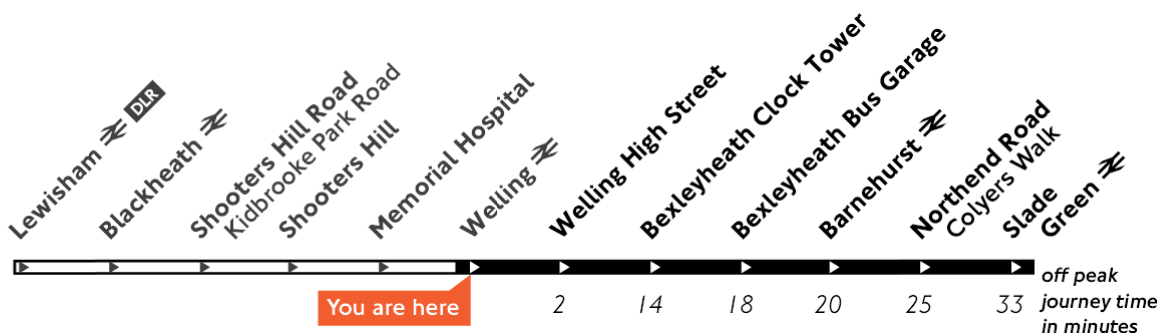 Lewisham
DLR
Blackheath
Shooters Hill Road
Kidbrooke Park Road
Shooters Hill
Memorial Hospital
Welling
Welling High Street
Bexleyheath Clock Tower
Bexleyheath Bus Garage
Barnehurst
Northend Road
Colyers Walk
Slade
Green
You are here
2 14 18 20 25 33
off peak
journey time
in minutes